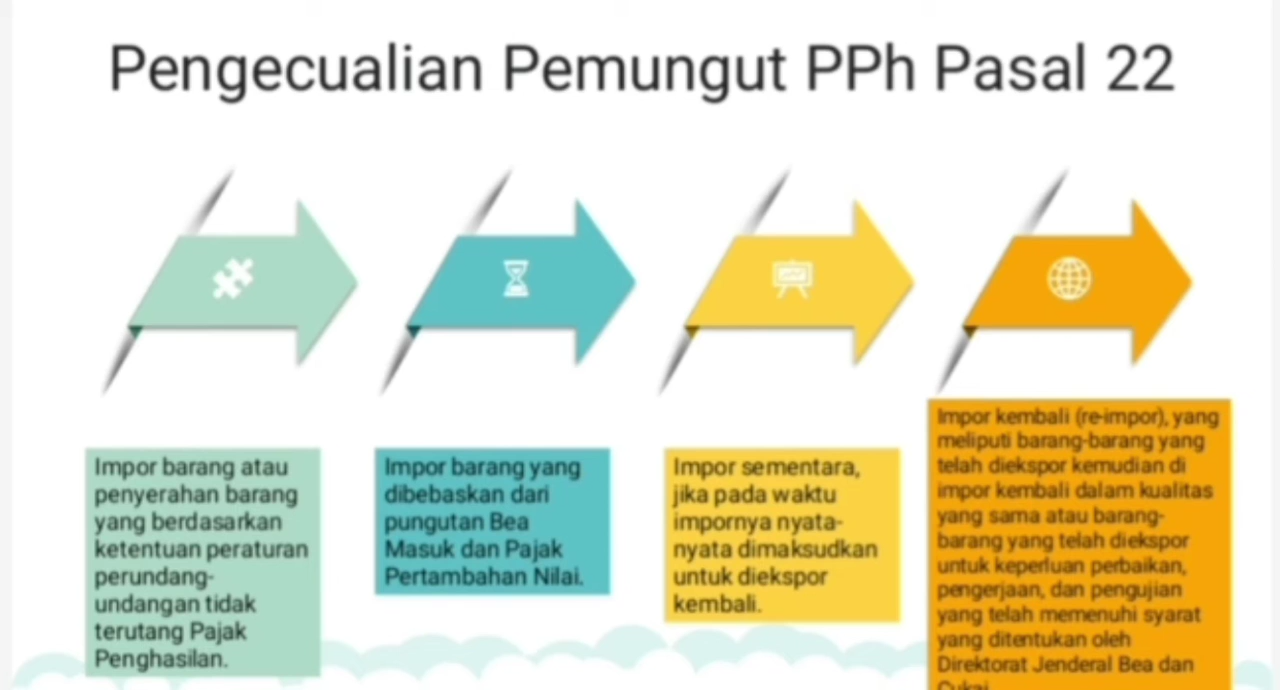 Pengecualian Pemungut PPh Pasal 22
Impor barang atau
penyerahan barang
yang berdasarkan
ketentuan peraturan
perundang-
undangan tidak
terutang Pajak
Penghasilan.
Impor barang yang
dibebaskan dari
pungutan Bea
Masuk dan Pajak
Pertambahan Nilai.
Impor sementara,
jika pada waktu
impornya nyata-
nyata dimaksudkan
untuk diekspor
kembali.
Impor kembali (re-impor), yang
meliputi barang-barang yang
telah diekspor kemudian di
impor kembali dalam kualitas
yang sama atau barang-
barang yang telah diekspor
untuk keperluan perbaikan,
pengerjaan, dan pengujian
yang telah memenuhi syarat
yang ditentukan oleh
Direktorat Jenderal Bea dan
Cukai